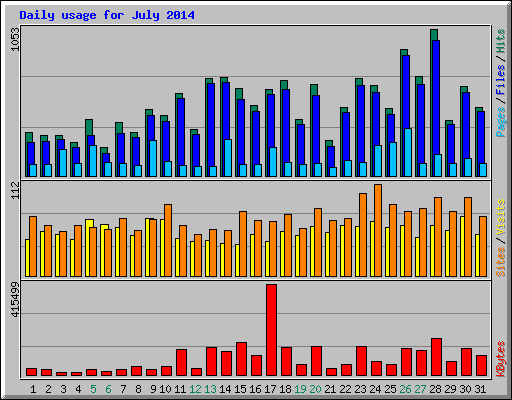 Daily usage for July 2014
1053
Pages / Files / Hits
112
Sites / Visits
415499
KBytes
1 2 3 4 5 6 7 8 9 10 11 12 13 14 15 16 17 18 19 20 21 22 23 24 25 26 27 28 29 30 31